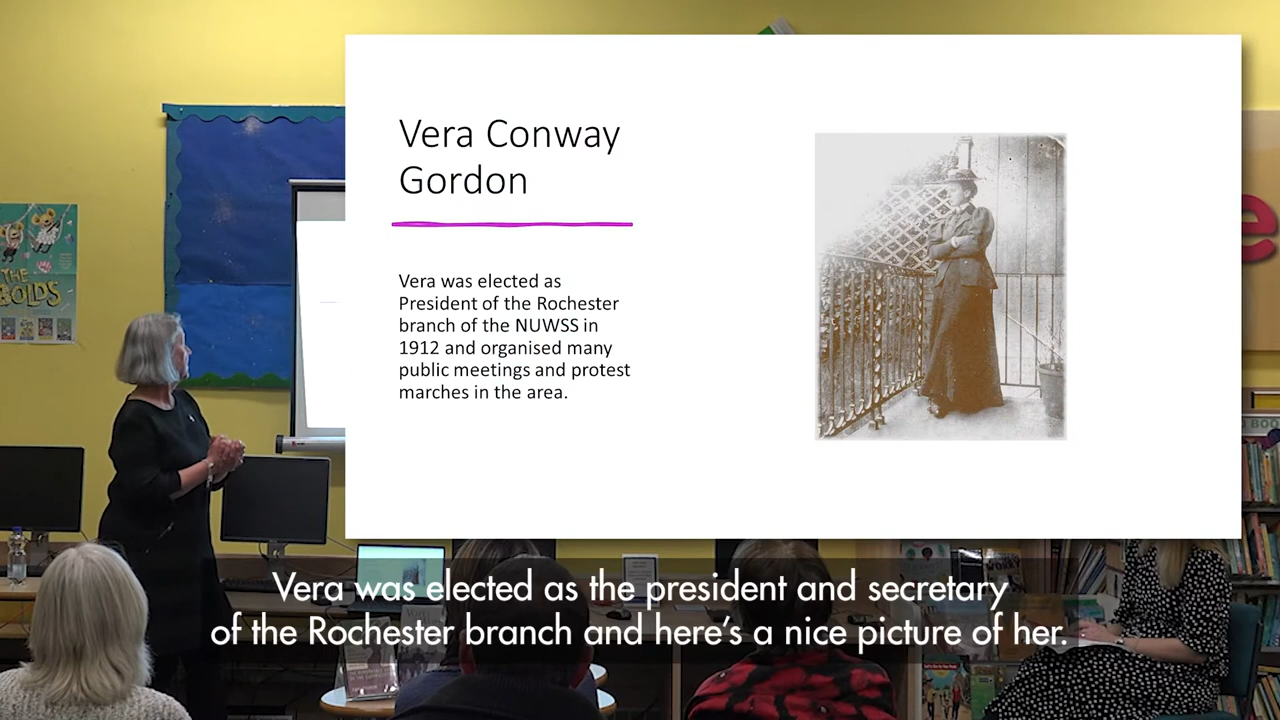 Vera Conway
Gordon
Vera was elected as
President of the Rochester
branch of the NUWSS in
1912 and organised many
public meetings and protest
marches in the area.
THE
BOLDS
e
Vera was elected as the president and secretary
of the Rochester branch and here's a nice picture of her.